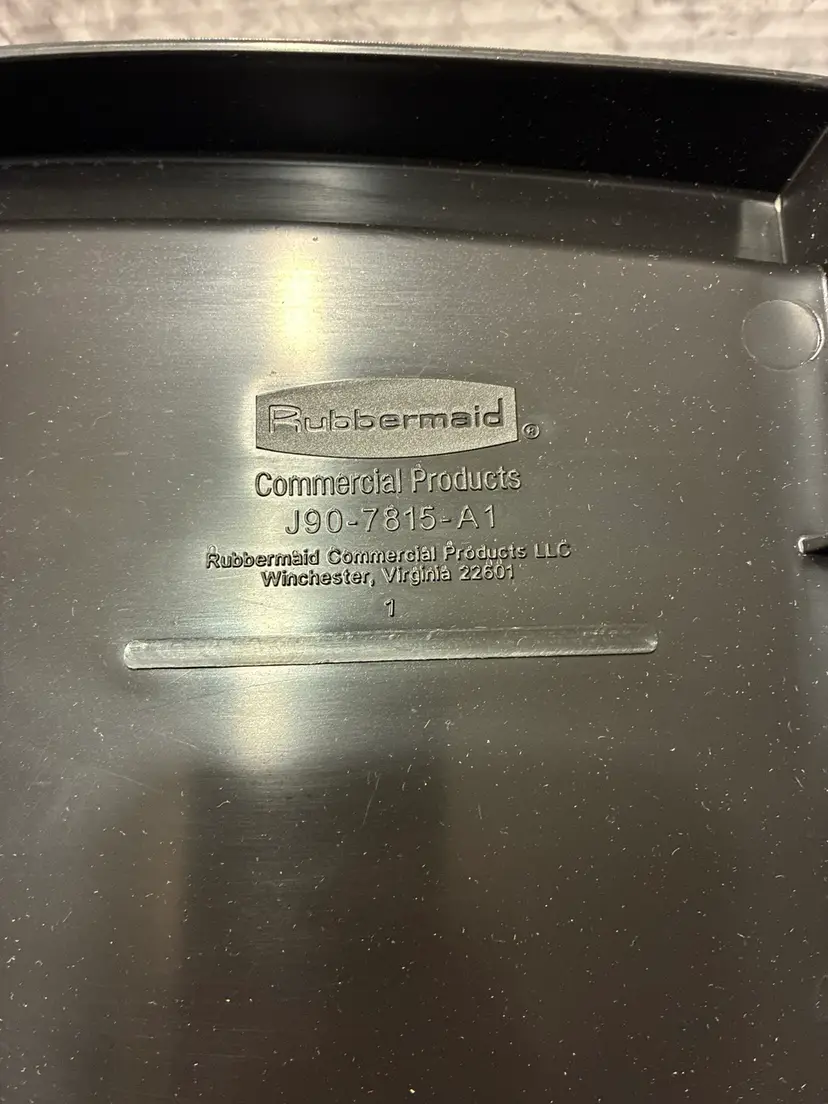 Rubbermaid®
Commercial Products
J90-7815-A1
Rubbermaid Commercial Products LLC
Winchester, Virginia 22601
1